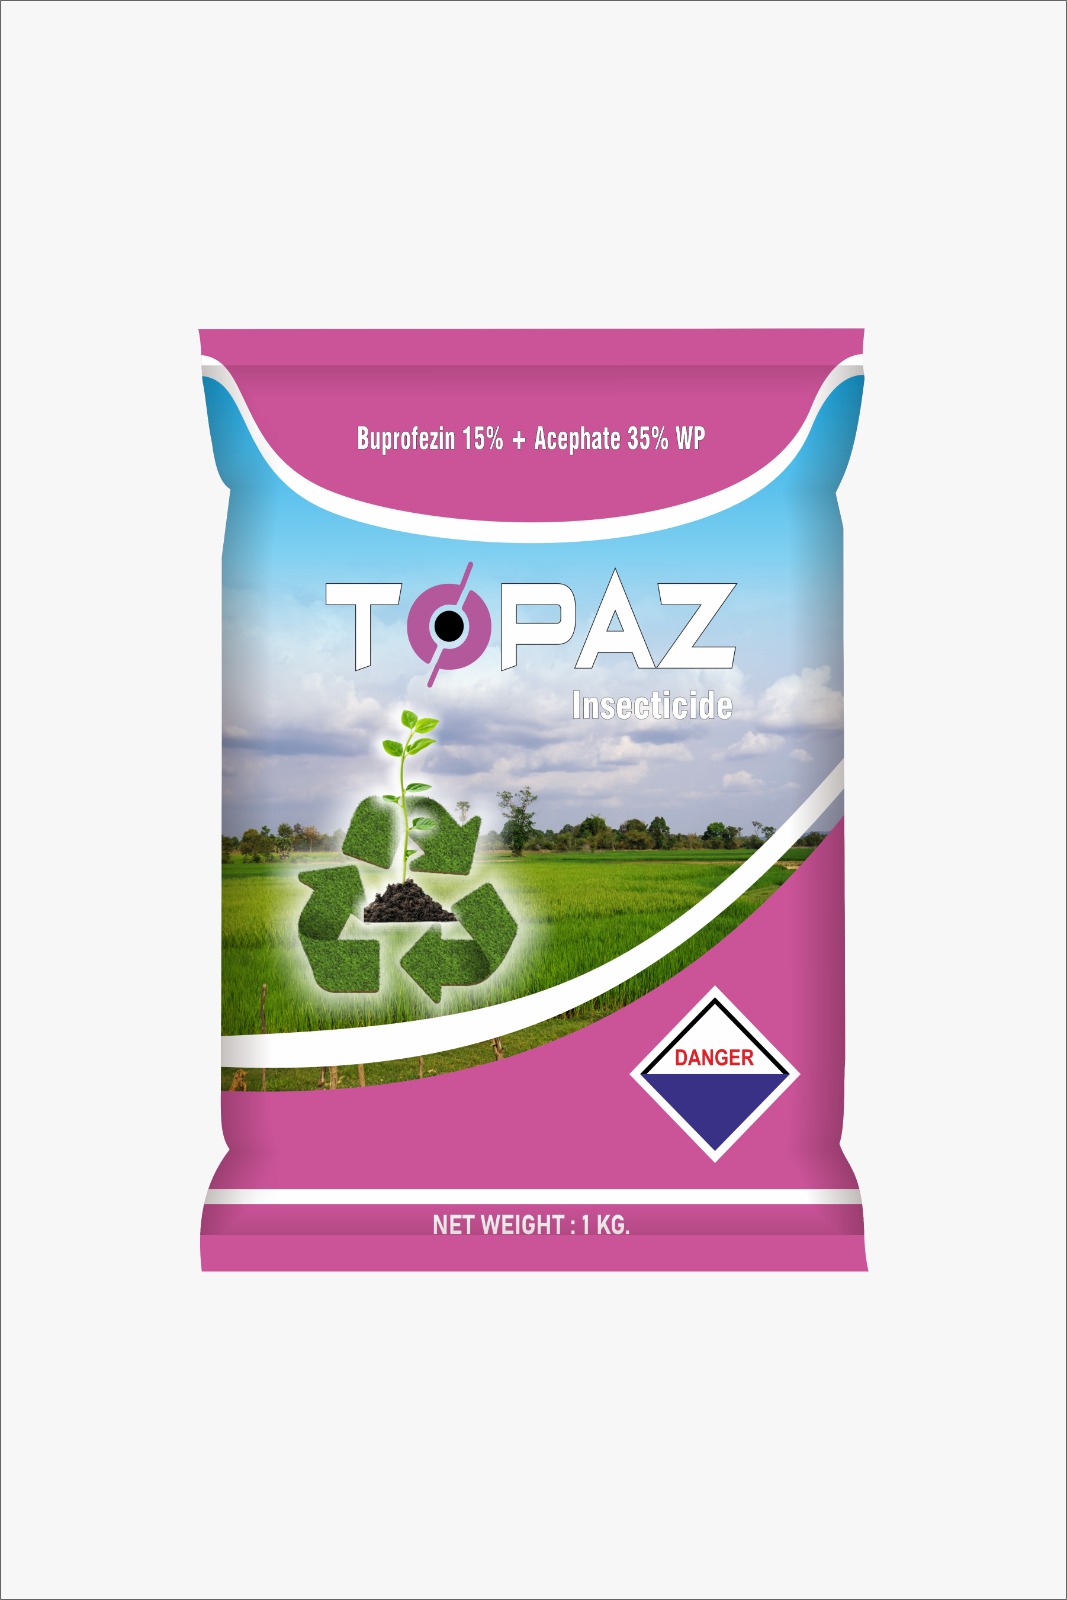 Buprofezin 15% + Acephate 35% WP
TOPAZ
Insecticide
DANGER
NET WEIGHT : 1 KG.